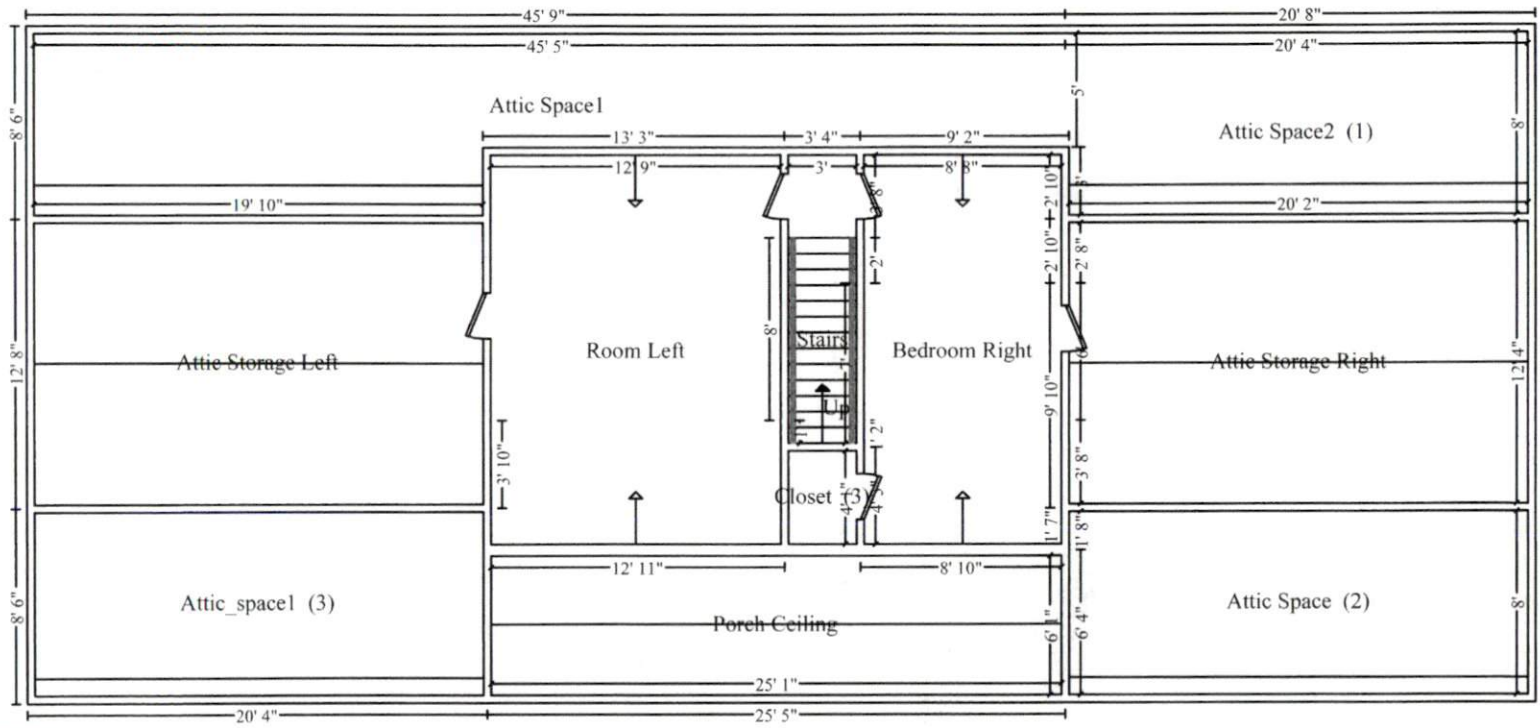 45' 9" 20' 8"
45' 5" 20' 4"
Attic Space1
5'
8' 6"
Attic Space2 (1)
8'
13' 3" 3' 4" 9' 2"
12' 9" 3' 8' 8"
2' 10"
3'
19' 10" 20' 2"
2' 10"
2' 8"
2'
8'
Room Left
Stairs
Bedroom Right
Attic Storage Left
Attic Storage Right
12' 8"
12' 4"
9' 10"
Up
1' 2"
3' 10"
3' 8"
Closet (3)
1' 7"
1' 8"
12' 11" 8' 10"
Attic_space1 (3)
Attic Space (2)
8' 6"
8'
Porch Ceiling
6' 1"
6' 4"
25' 1"
20' 4" 25' 5"